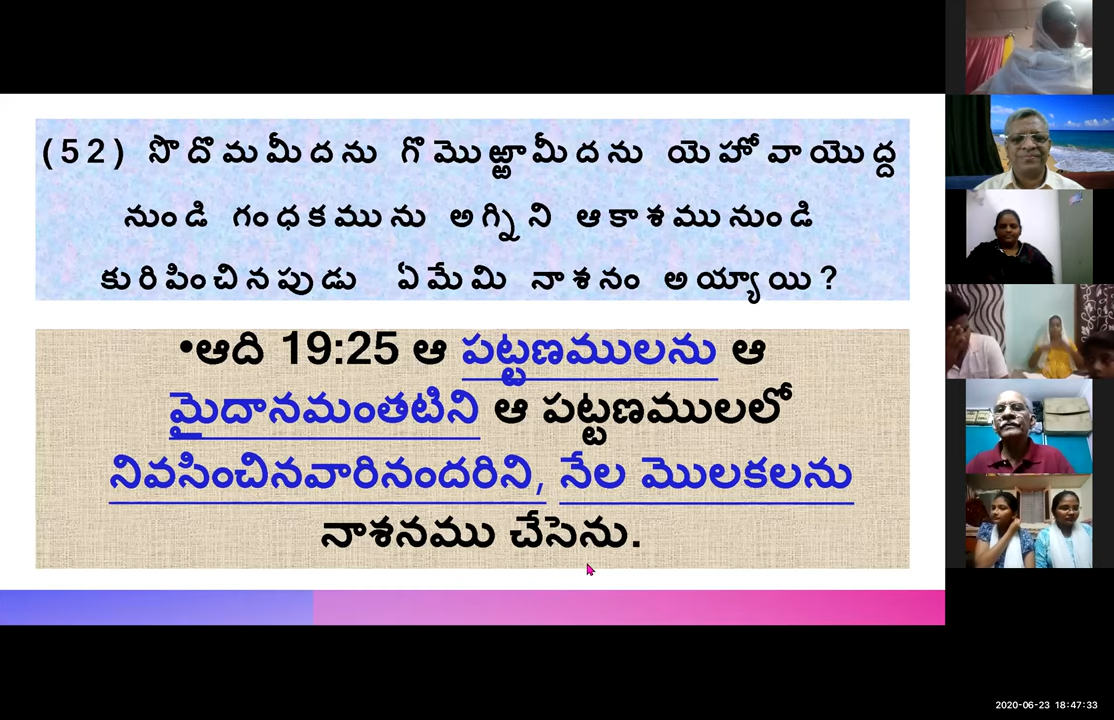 (52) సొదొమమీదను గొమొఱ్ఱామీదను యెహోవాయొద్ద
నుండి గంధకమును అగ్నిని ఆకాశమునుండి
కురిపించినపుడు ఏమేమి నాశనం అయ్యాయి?
•ఆది 19:25 ఆ పట్టణములను ఆ
మైదానమంతటిని ఆ పట్టణములలో
నివసించినవారినందరిని, నేల మొలకలను
నాశనము చేసెను.
2020-06-23 18:47:33